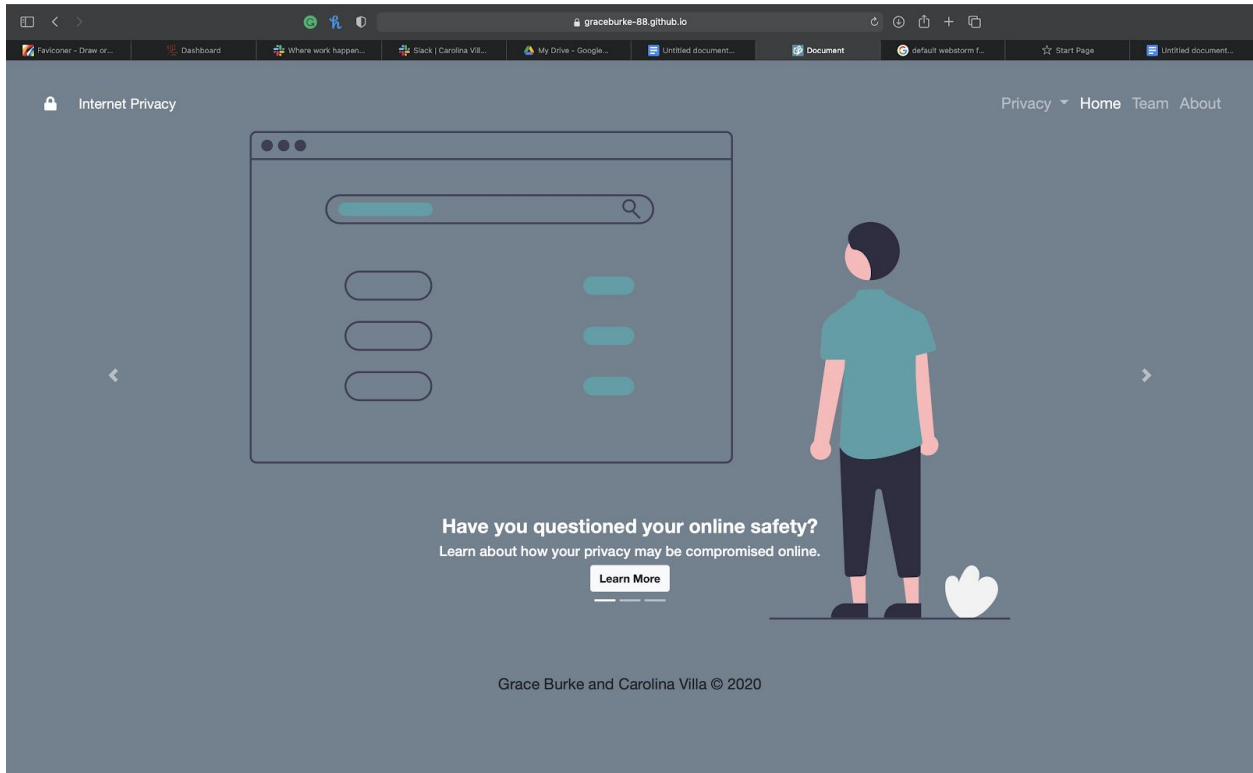 graceburke-88.github.io
Faviconer - Draw or...
Dashboard
Where work happen...
Slack | Carolina Vill...
My Drive - Google...
Untitled document...
Document
default webstorm f...
Start Page
Untitled document...
Internet Privacy
Privacy Home Team About
Have you questioned your online safety?
Learn about how your privacy may be compromised online.
Learn More
Grace Burke and Carolina Villa © 2020